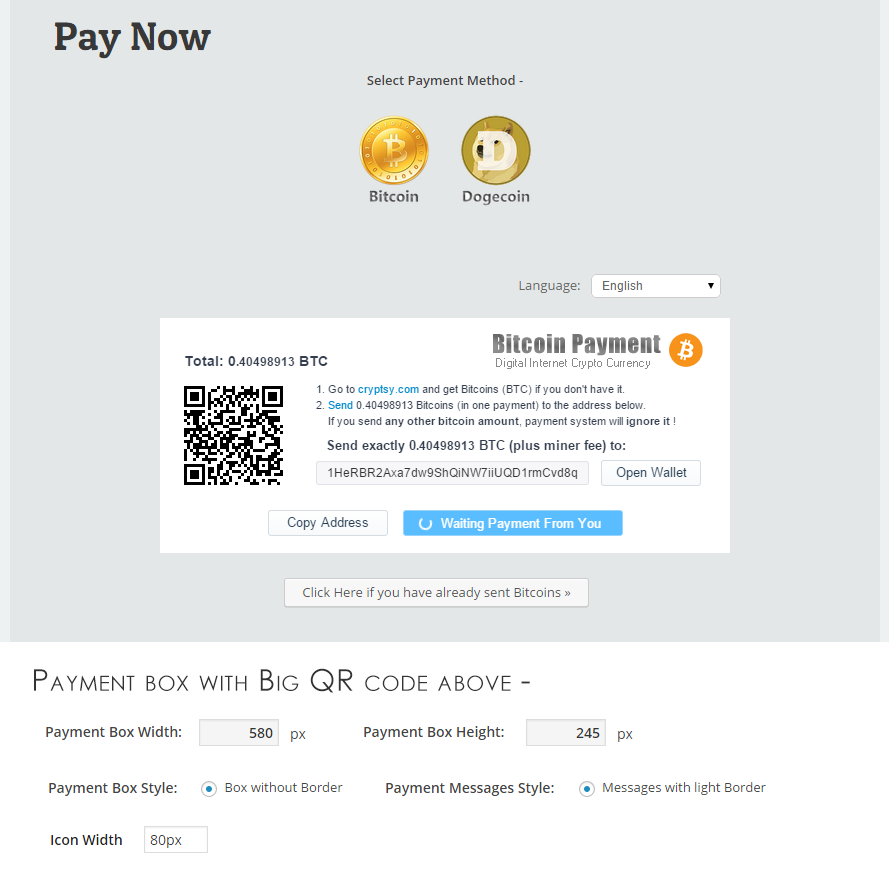 Pay Now
Select Payment Method -
Bitcoin Dogecoin
Language: English
Bitcoin Payment
Digital Internet Crypto Currency
Total: 0.40498913 BTC
1. Go to cryptsy.com and get Bitcoins (BTC) if you don't have it.
2. Send 0.40498913 Bitcoins (in one payment) to the address below.
If you send any other bitcoin amount, payment system will ignore it !
Send exactly 0.40498913 BTC (plus miner fee) to:
1HeRBR2Axa7dw9ShQiNW7iiUQD1rmCvd8q Open Wallet
Copy Address Waiting Payment From You
Click Here if you have already sent Bitcoins »
Payment box with Big QR code above -
Payment Box Width: 580 px Payment Box Height: 245 px
Payment Box Style: Box without Border Payment Messages Style: Messages with light Border
Icon Width 80px